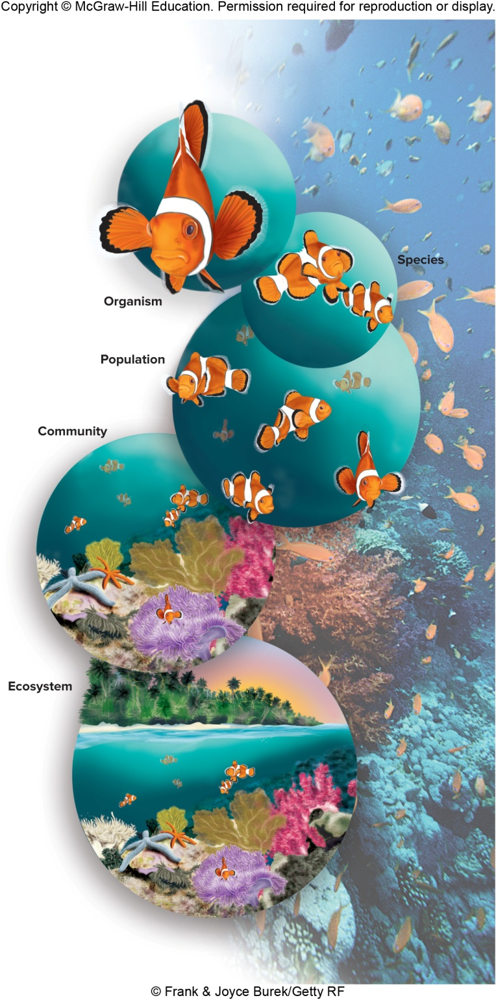 Copyright © McGraw-Hill Education. Permission required for reproduction or display.
Species
Organism
Population
Community
Ecosystem
© Frank & Joyce Burek/Getty RF